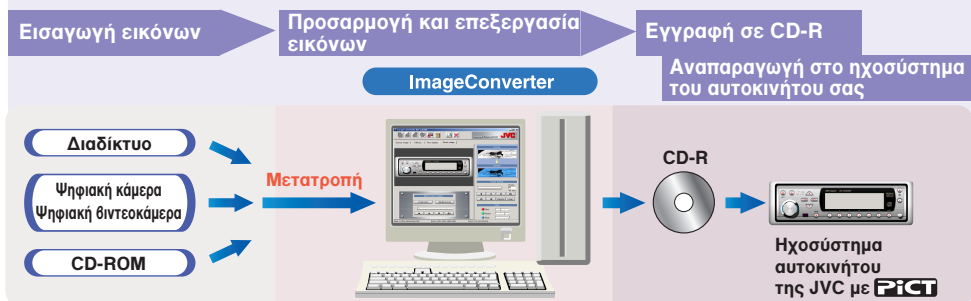 Εισαγωγή εικόνων
Προσαρμογή και επεξεργασία
εικόνων
Εγγραφή σε CD-R
Αναπαραγωγή στο ηχοσύστημα
του αυτοκινήτου σας
ImageConverter
Διαδίκτυο
Ψηφιακή κάμερα
Ψηφιακή βιντεοκάμερα
CD-ROM
Μετατροπή
JVC
CD-R
Ηχοσύστημα
αυτοκινήτου
της JVC με PiCT